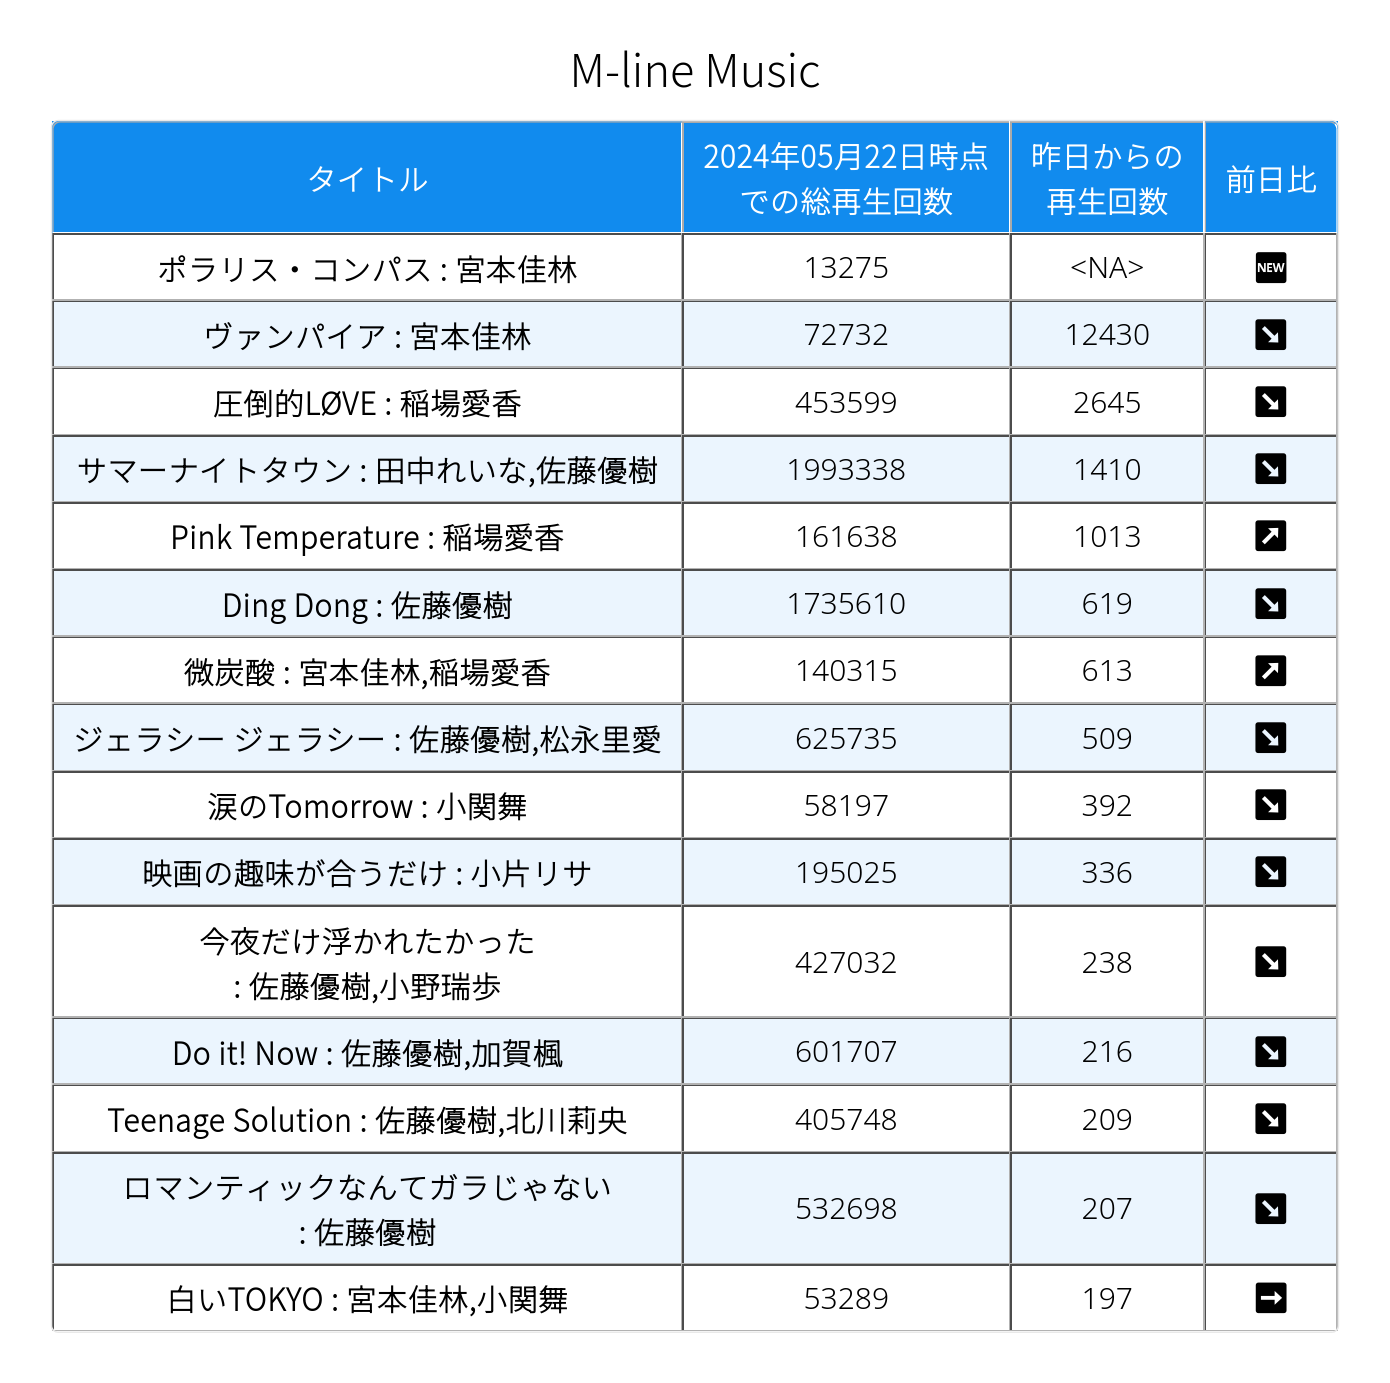 M-line Music
タイトル
2024年05月22日時点
での総再生回数
昨日からの
再生回数
前日比
ポラリス・コンパス : 宮本佳林 13275 <NA> NEW
ヴァンパイア : 宮本佳林 72732 12430 ↘
圧倒的LØVE : 稲場愛香 453599 2645 ↘
サマーナイトタウン : 田中れいな,佐藤優樹 1993338 1410 ↘
Pink Temperature : 稲場愛香 161638 1013 ↗
Ding Dong : 佐藤優樹 1735610 619 ↘
微炭酸 : 宮本佳林,稲場愛香 140315 613 ↗
ジェラシー ジェラシー : 佐藤優樹,松永里愛 625735 509 ↘
涙のTomorrow : 小関舞 58197 392 ↘
映画の趣味が合うだけ : 小片リサ 195025 336 ↘
今夜だけ浮かれたかった
: 佐藤優樹,小野瑞歩 427032 238 ↘
Do it! Now : 佐藤優樹,加賀楓 601707 216 ↘
Teenage Solution : 佐藤優樹,北川莉央 405748 209 ↘
ロマンティックなんてガラじゃない
: 佐藤優樹 532698 207 ↘
白いTOKYO : 宮本佳林,小関舞 53289 197 →